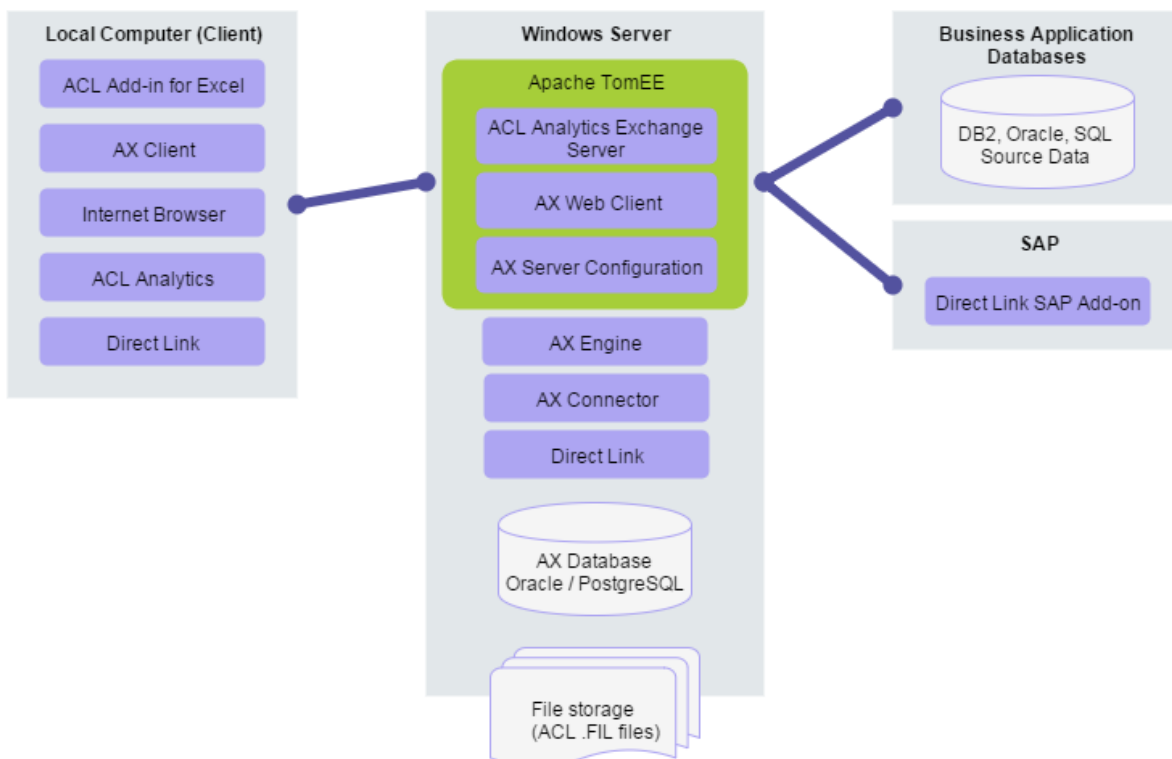 Local Computer (Client)
ACL Add-in for Excel
AX Client
Internet Browser
ACL Analytics
Direct Link
Windows Server
Apache TomEE
ACL Analytics Exchange
Server
AX Web Client
AX Server Configuration
AX Engine
AX Connector
Direct Link
AX Database
Oracle / PostgreSQL
File storage
(ACL .FIL files)
Business Application
Databases
DB2, Oracle, SQL
Source Data
SAP
Direct Link SAP Add-on